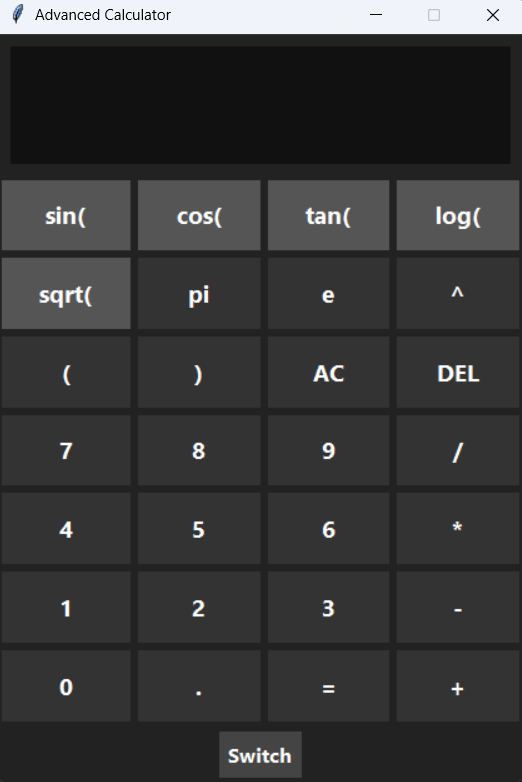 Advanced Calculator
sin( cos( tan( log(
sqrt( pi e ^
( ) AC DEL
7 8 9 /
4 5 6 *
1 2 3 -
0 . = +
Switch